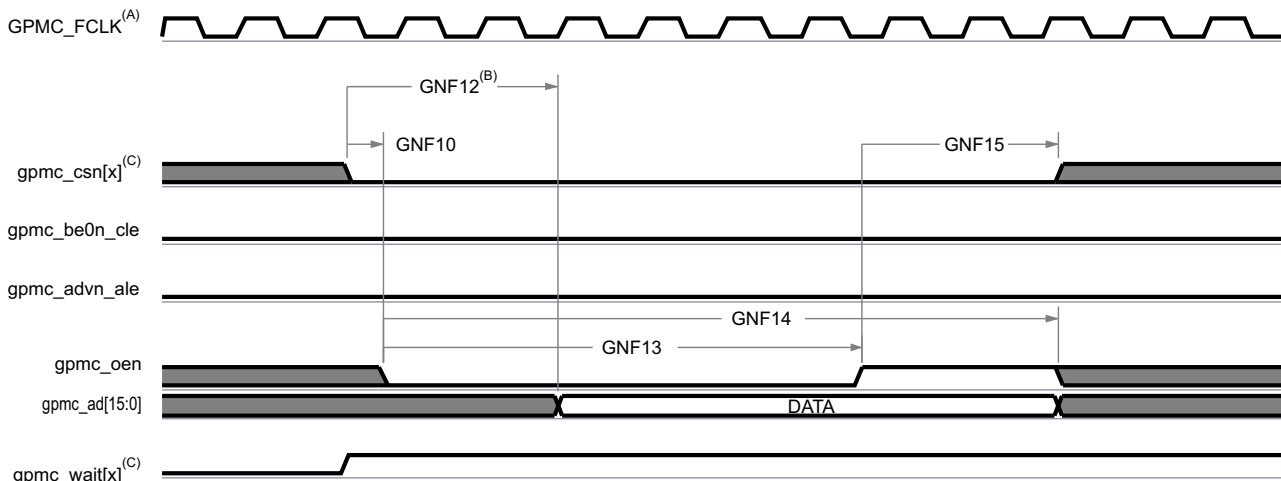 GPMC_FCLK(A)
GNF12(B)
GNF10
GNF15
gpmc_csn[x](C)
gpmc_be0n_cle
gpmc_advn_ale
GNF14
GNF13
gpmc_oen
gpmc_ad[15:0]
DATA
gpmc_wait[x](C)